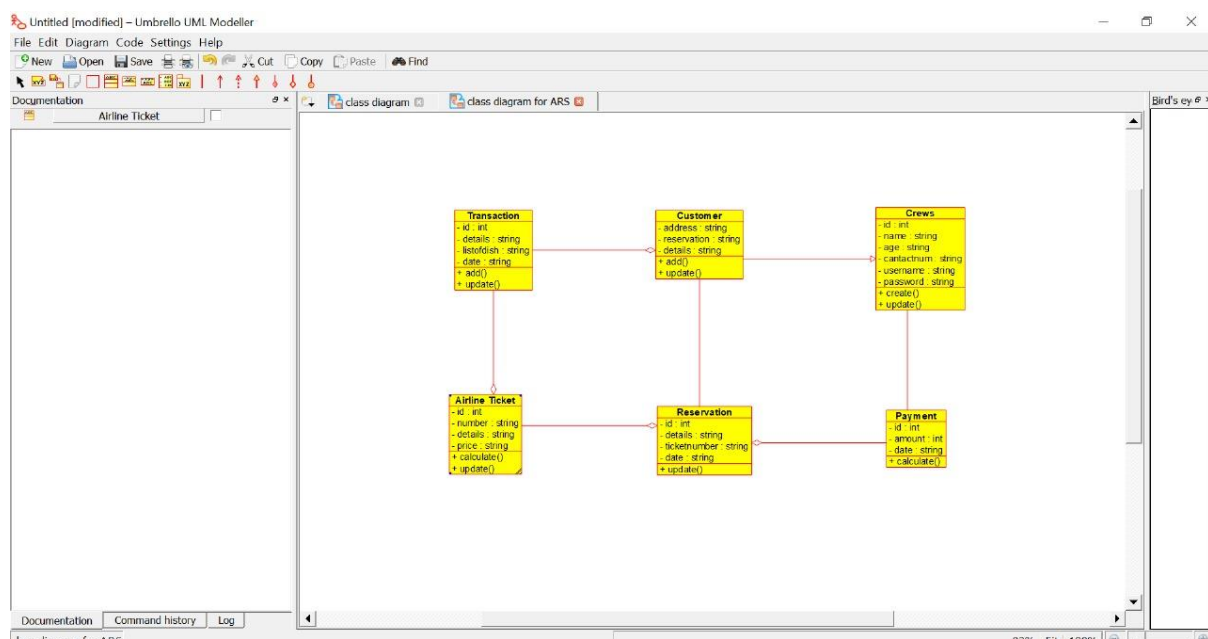 Untitled [modified] – Umbrello UML Modeller
File Edit Diagram Code Settings Help
New Open Save Cut Copy Paste Find
Documentation
class diagram
class diagram for ARS
Bird's ey
Airline Ticket
Transaction
- id : int
- details : string
- listofdish : string
- date : string
+ add()
+ update()
Customer
- address : string
- reservation : string
- details : string
+ add()
+ update()
Crews
- id : int
- name : string
- age : string
- cantactnum : string
- username : string
- password : string
+ create()
+ update()
Airline Ticket
- id : int
- number : string
- details : string
- price : string
+ calculate()
+ update()
Reservation
- id : int
- details : string
- ticketnumber : string
- date : string
+ update()
Payment
- id : int
- amount : int
- date : string
+ calculate()
Documentation Command history Log